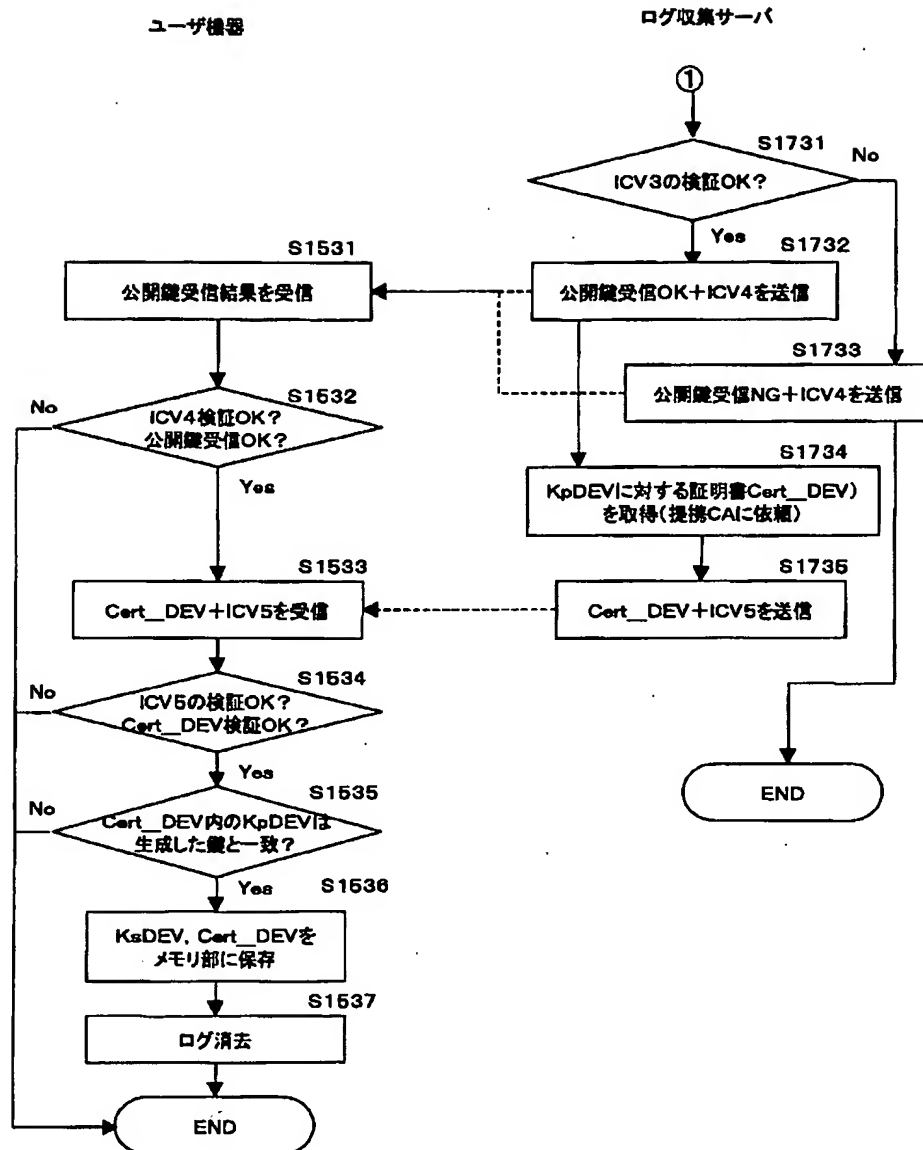 ユーザ機器
ログ収集サーバ
①
S1731
ICV3の検証OK?
No
Yes
S1732
公開鍵受信OK+ICV4を送信
S1531
公開鍵受信結果を受信
S1733
公開鍵受信NG+ICV4を送信
S1532
No
ICV4検証OK?
公開鍵受信OK?
Yes
S1734
KpDEVに対する証明書Cert__DEV)
を取得(提携CAに依頼)
S1533
Cert__DEV+ICV5を受信
S1735
Cert__DEV+ICV5を送信
S1534
No
ICV5の検証OK?
Cert__DEV検証OK?
Yes
END
S1535
No
Cert__DEV内のKpDEVは
生成した鍵と一致?
Yes
S1536
KsDEV, Cert__DEVを
メモリ部に保存
S1537
ログ消去
END